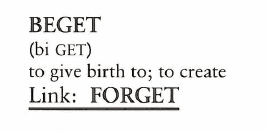 BEGET
(bi GET)
to give birth to; to create
Link: FORGET